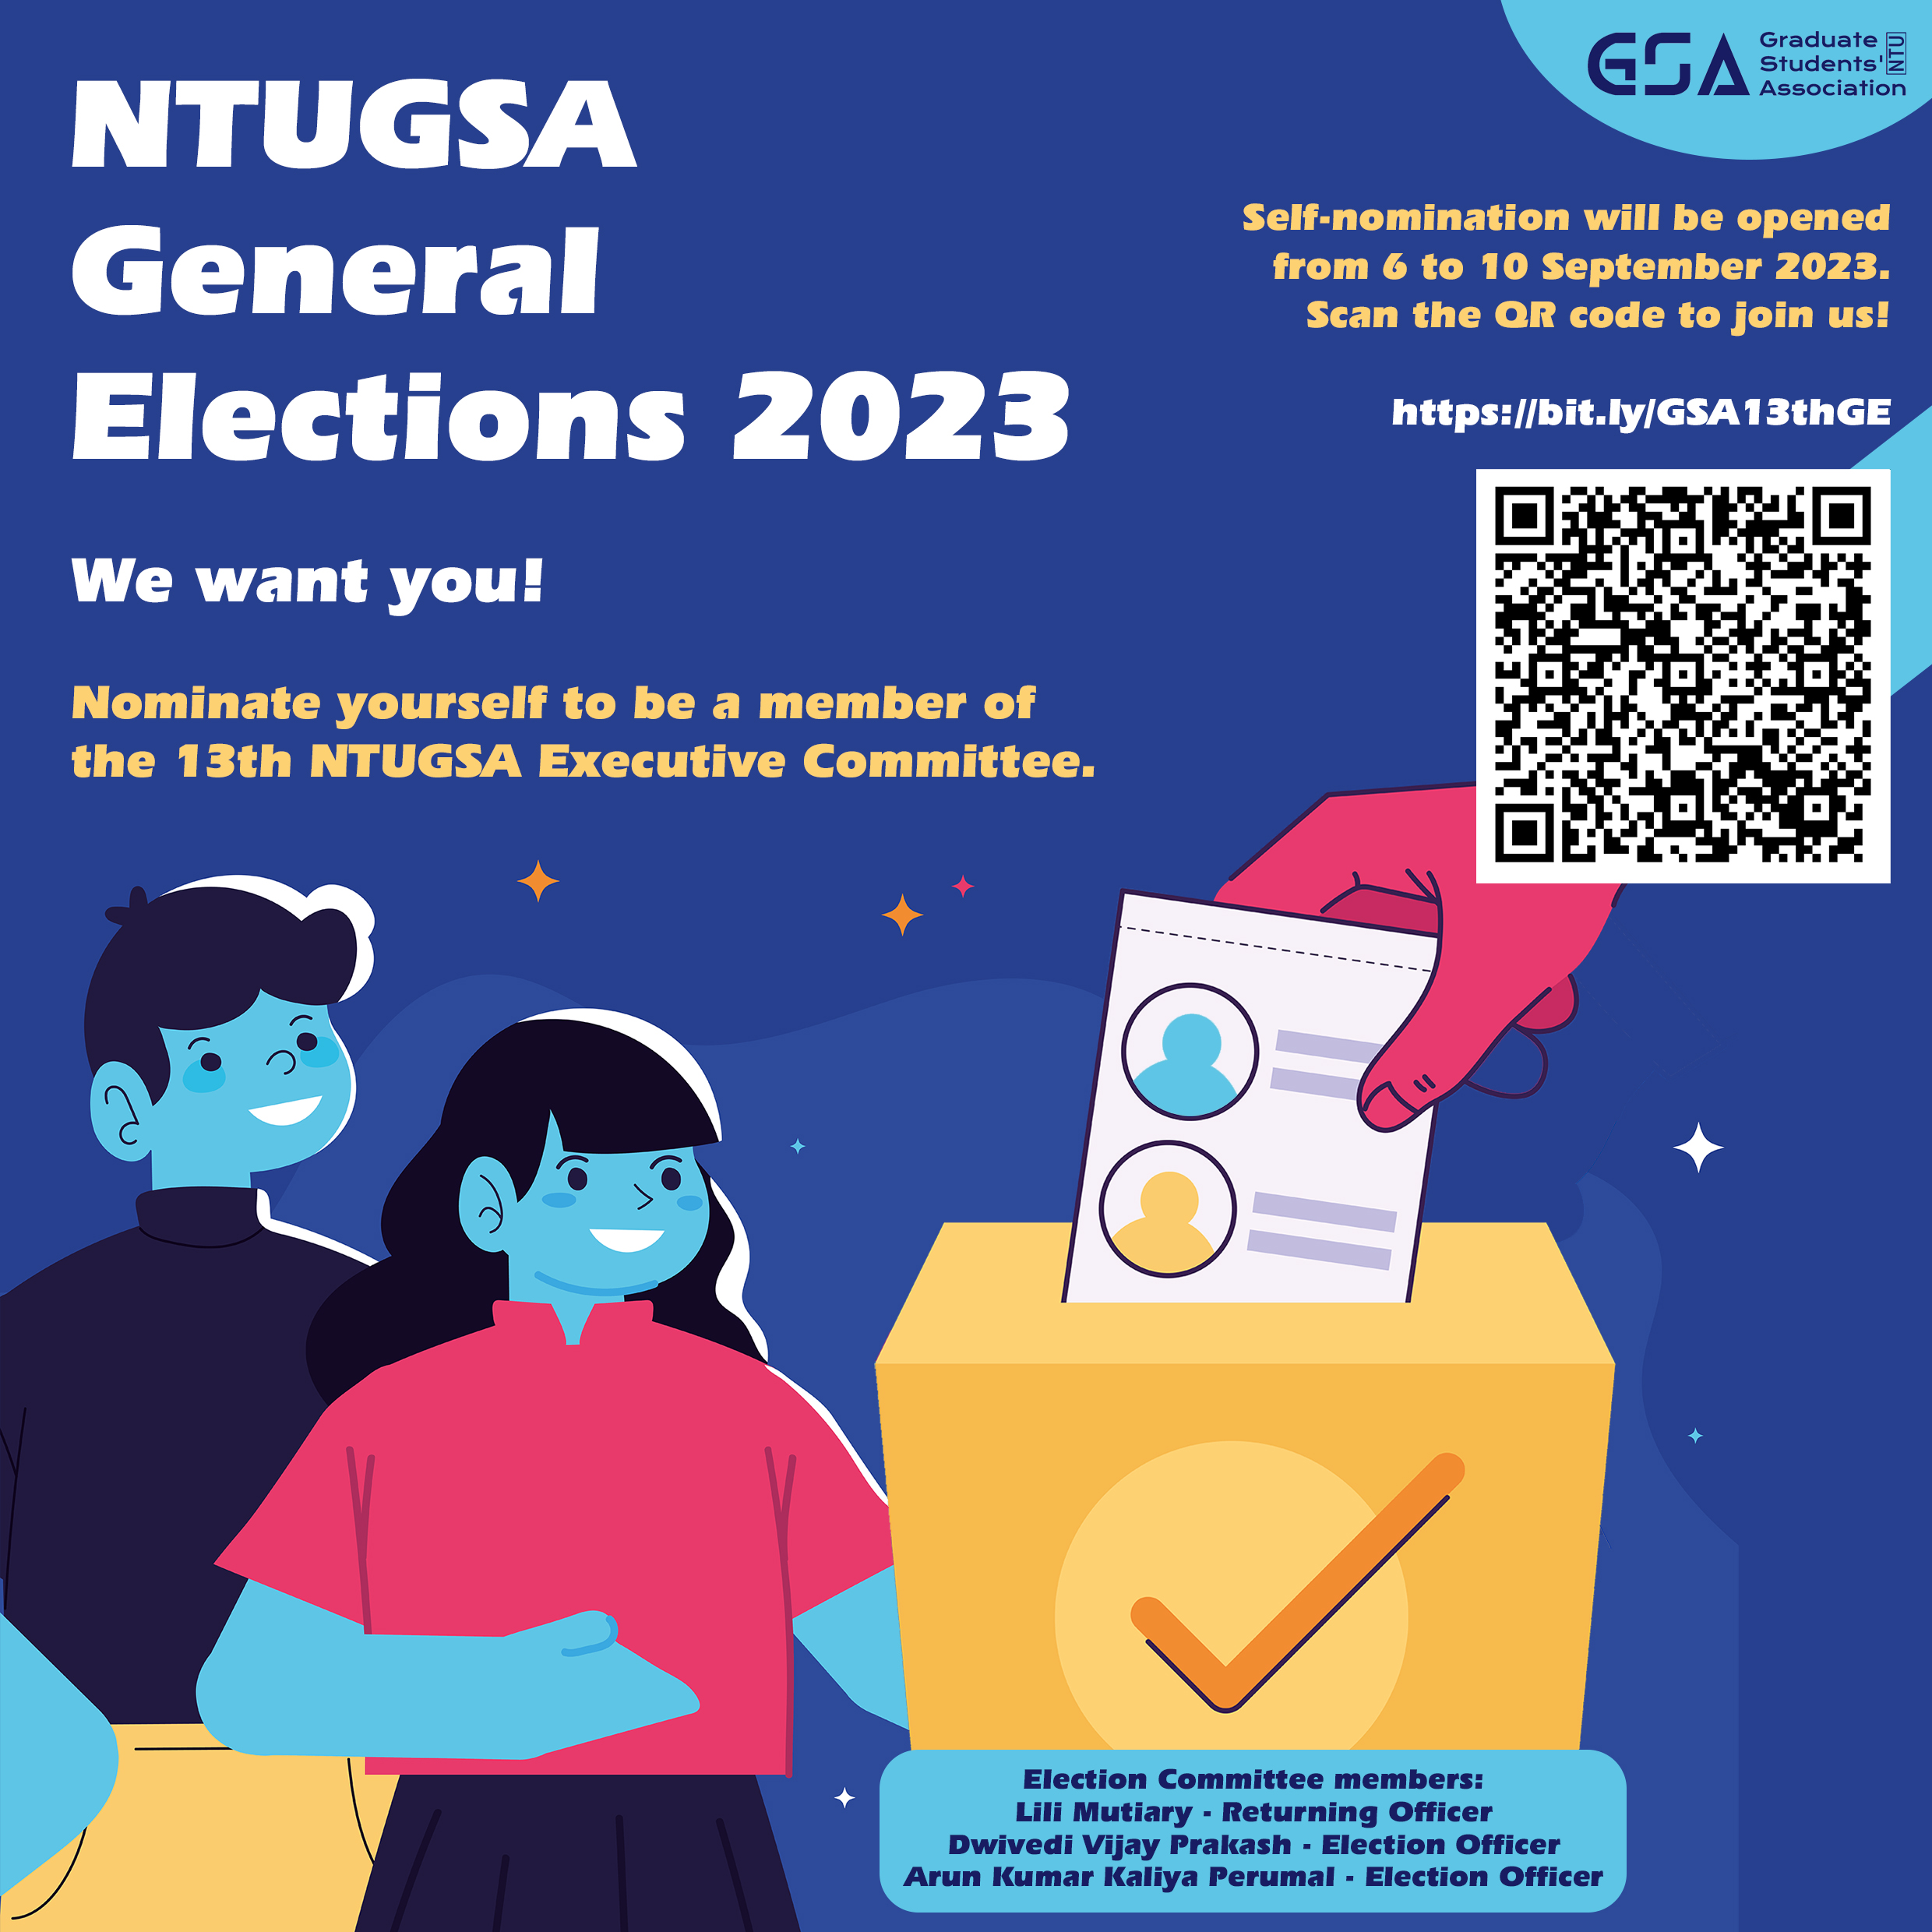 NTUGSA
General
Elections 2023
We want you!
Nominate yourself to be a member of
the 13th NTUGSA Executive Committee.
GSA
Graduate
Students'
Association
NTU
Self-nomination will be opened
from 6 to 10 September 2023.
Scan the QR code to join us!
https://bit.ly/GSA13thGE
Election Committee members:
Lili Mutiary - Returning Officer
Dwivedi Vijay Prakash - Election Officer
Arun Kumar Kaliya Perumal - Election Officer